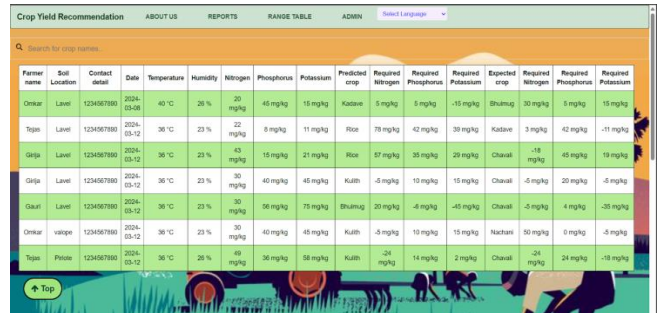 Crop Yield Recommendation ABOUT US REPORTS RANGE TABLE ADMIN Select Language
Search for crop names..
Farmer name Soil Location Contact detail Date Temperature Humidity Nitrogen Phosphorus Potassium Predicted crop Required Nitrogen Required Phosphorus Required Potassium Expected crop Required Nitrogen Required Phosphorus Required Potassium
Omkar Lavel 1234567890 2024-03-08 40 °C 26 % 20 mg/kg 45 mg/kg 15 mg/kg Kadave 5 mg/kg 5 mg/kg -15 mg/kg Bhuimug 30 mg/kg 5 mg/kg 15 mg/kg
Tejas Lavel 1234567890 2024-03-12 36 °C 23 % 22 mg/kg 8 mg/kg 11 mg/kg Rice 78 mg/kg 42 mg/kg 39 mg/kg Kadave 3 mg/kg 42 mg/kg -11 mg/kg
Girija Lavel 1234567890 2024-03-12 36 °C 23 % 43 mg/kg 15 mg/kg 21 mg/kg Rice 57 mg/kg 35 mg/kg 29 mg/kg Chavali -18 mg/kg 45 mg/kg 19 mg/kg
Girija Lavel 1234567890 2024-03-12 36 °C 23 % 30 mg/kg 40 mg/kg 45 mg/kg Kulith -5 mg/kg 10 mg/kg 15 mg/kg Chavali -5 mg/kg 20 mg/kg -5 mg/kg
Gauri Lavel 1234567890 2024-03-12 36 °C 23 % 30 mg/kg 56 mg/kg 75 mg/kg Bhuimug 20 mg/kg -6 mg/kg -45 mg/kg Chavali -5 mg/kg 4 mg/kg -35 mg/kg
Omkar valope 1234567890 2024-03-12 36 °C 23 % 30 mg/kg 40 mg/kg 45 mg/kg Kulith -5 mg/kg 10 mg/kg 15 mg/kg Nachani 50 mg/kg 0 mg/kg -5 mg/kg
Tejas Pirlote 1234567890 2024-03-12 36 °C 26 % 49 mg/kg 36 mg/kg 58 mg/kg Kulith -24 mg/kg 14 mg/kg 2 mg/kg Chavali -24 mg/kg 24 mg/kg -18 mg/kg
Top